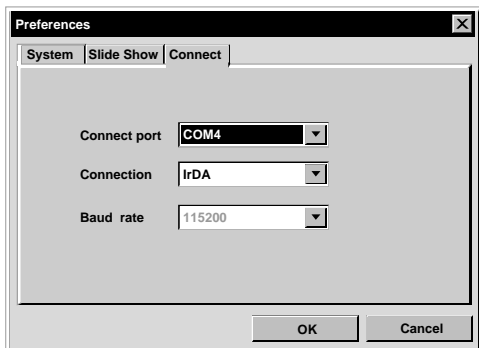 Preferences
System Slide Show Connect
Connect port COM4
Connection IrDA
Baud rate 115200
OK Cancel